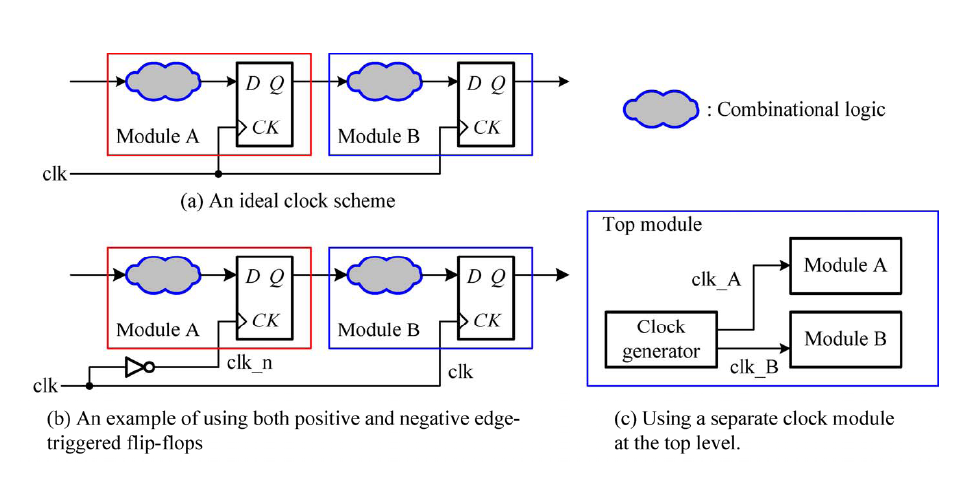 D Q
CK
Module A
D Q
CK
Module B
clk
(a) An ideal clock scheme
: Combinational logic
D Q
CK
Module A
D Q
CK
Module B
clk_n
clk
clk
(b) An example of using both positive and negative edge-
triggered flip-flops
Top module
clk_A
Module A
Clock
generator
Module B
clk_B
(c) Using a separate clock module
at the top level.